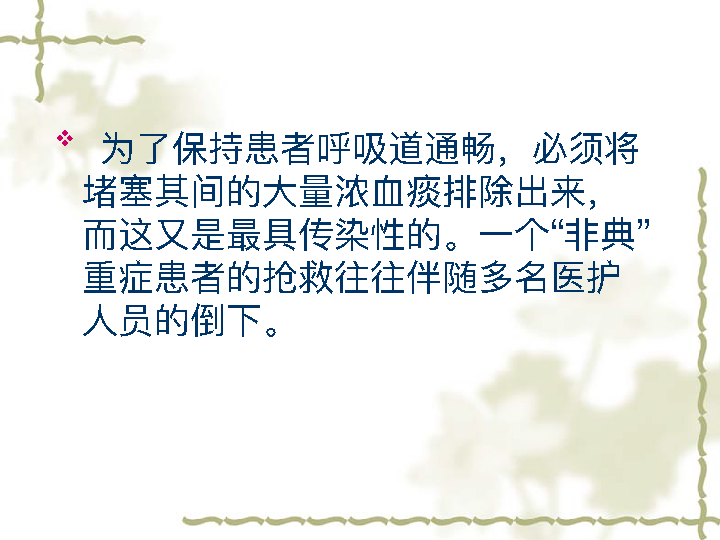 为了保持患者呼吸道通畅，必须将
堵塞其间的大量浓血痰排除出来，
而这又是最具传染性的。一个“非典”
重症患者的抢救往往伴随多名医护
人员的倒下。